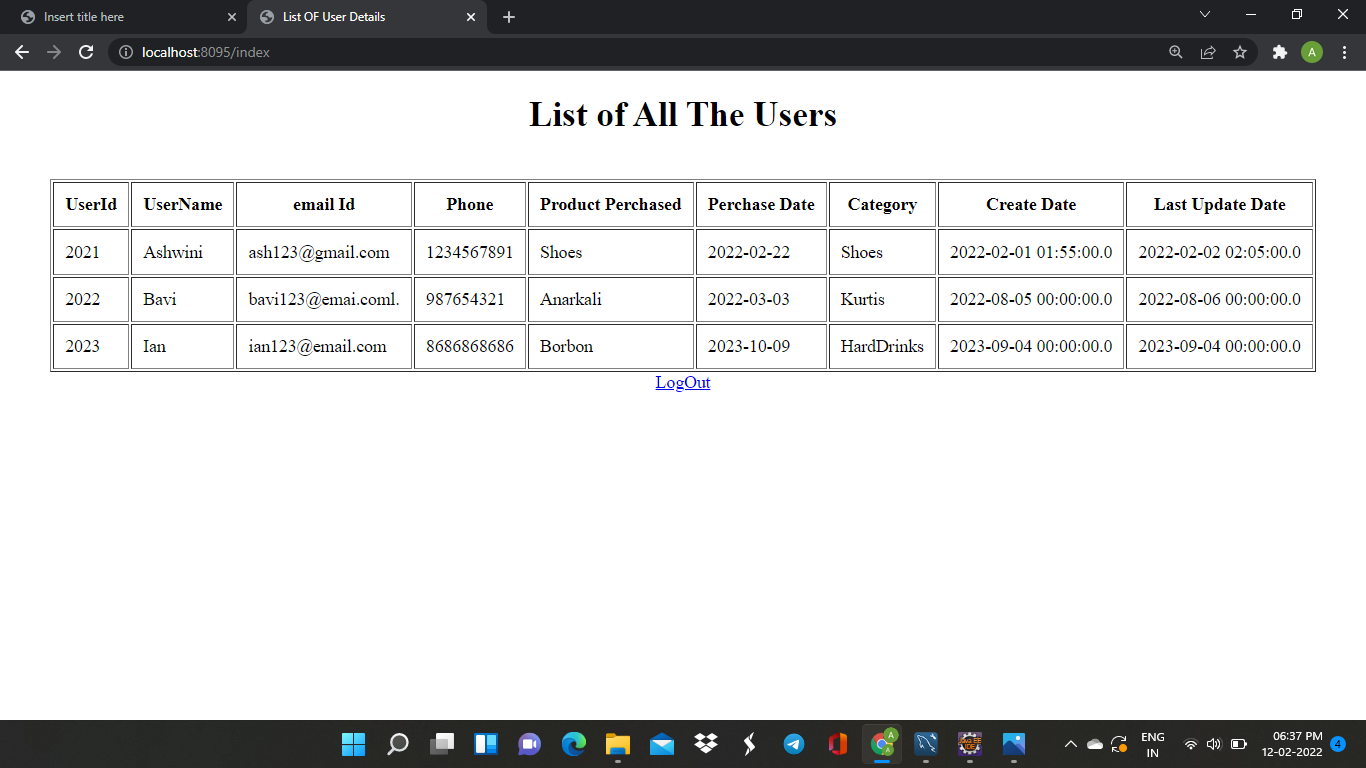 Insert title here
List OF User Details
localhost:8095/index
A
List of All The Users
UserId UserName email Id Phone Product Perchased Perchase Date Category Create Date Last Update Date
2021 Ashwini ash123@gmail.com 1234567891 Shoes 2022-02-22 Shoes 2022-02-01 01:55:00.0 2022-02-02 02:05:00.0
2022 Bavi bavi123@emai.coml. 987654321 Anarkali 2022-03-03 Kurtis 2022-08-05 00:00:00.0 2022-08-06 00:00:00.0
2023 Ian ian123@email.com 8686868686 Borbon 2023-10-09 HardDrinks 2023-09-04 00:00:00.0 2023-09-04 00:00:00.0
LogOut
A
JAVA EE
IDE
ENG
IN
06:37 PM
12-02-2022
4